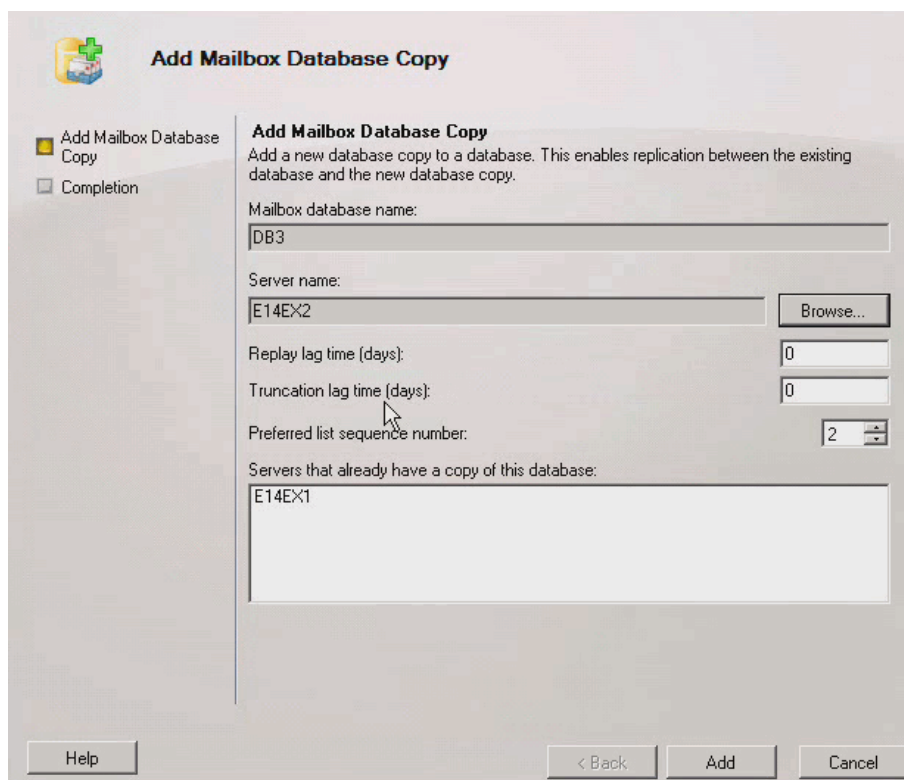 Add Mailbox Database Copy
Add Mailbox Database
Copy
Completion
Add Mailbox Database Copy
Add a new database copy to a database. This enables replication between the existing
database and the new database copy.
Mailbox database name:
DB3
Server name:
E14EX2
Browse...
Replay lag time (days):
0
Truncation lag time (days):
0
Preferred list sequence number:
2
Servers that already have a copy of this database:
E14EX1
Help
< Back
Add
Cancel